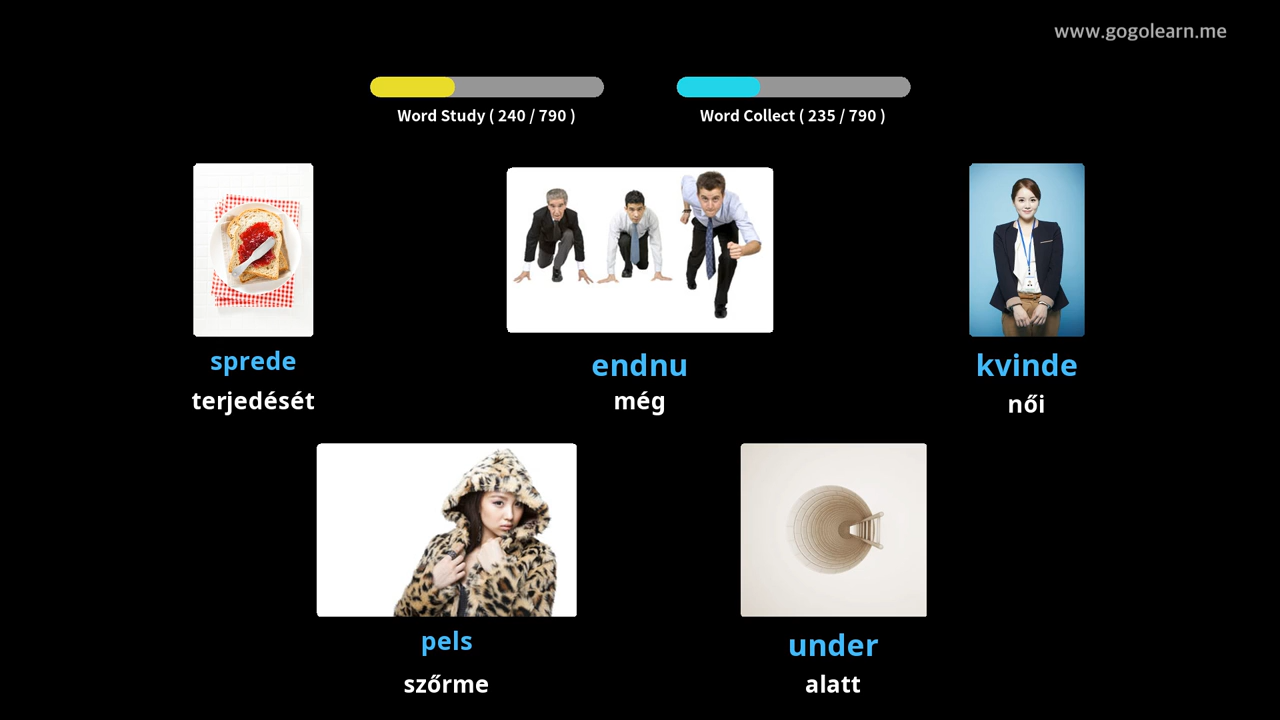 www.gogolearn.me
Word Study ( 240 / 790 )
Word Collect ( 235 / 790 )
sprede
terjedését
endnu
még
kvinde
női
pels
szőrme
under
alatt